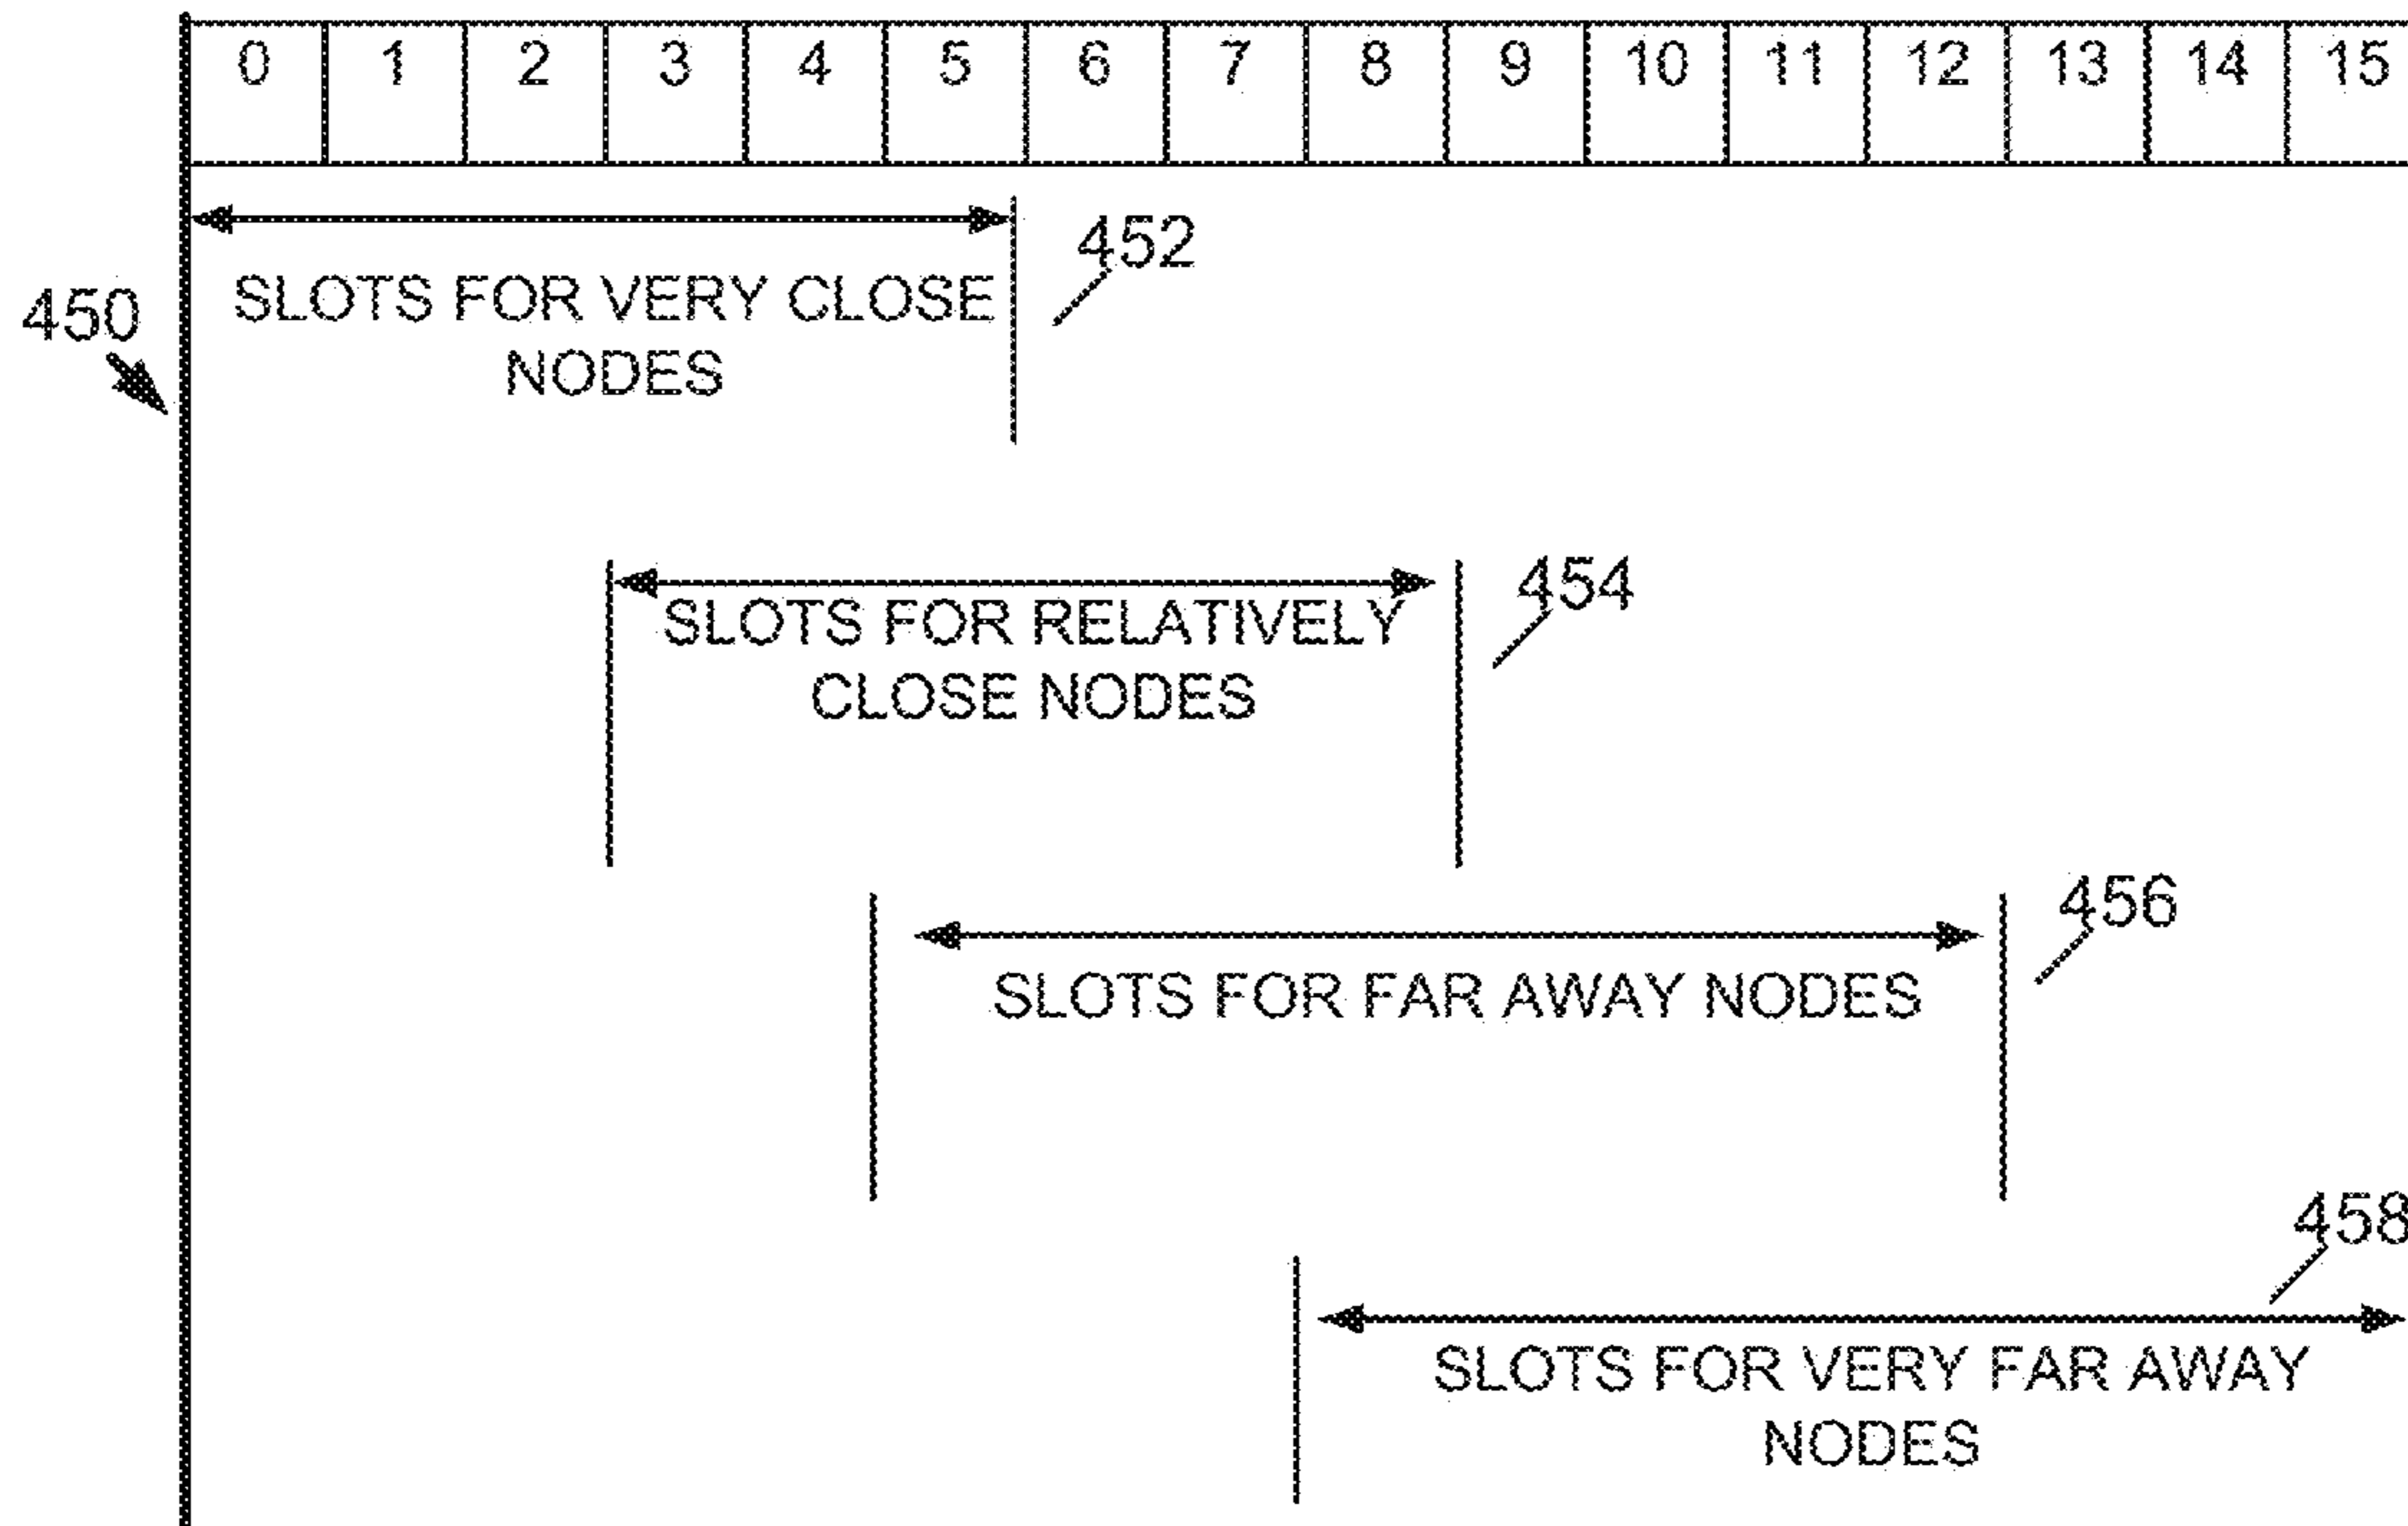 0 1 2 3 4 5 6 7 8 9 10 11 12 13 14 15
452
450
SLOTS FOR VERY CLOSE
NODES
454
SLOTS FOR RELATIVELY
CLOSE NODES
456
SLOTS FOR FAR AWAY NODES
458
SLOTS FOR VERY FAR AWAY
NODES